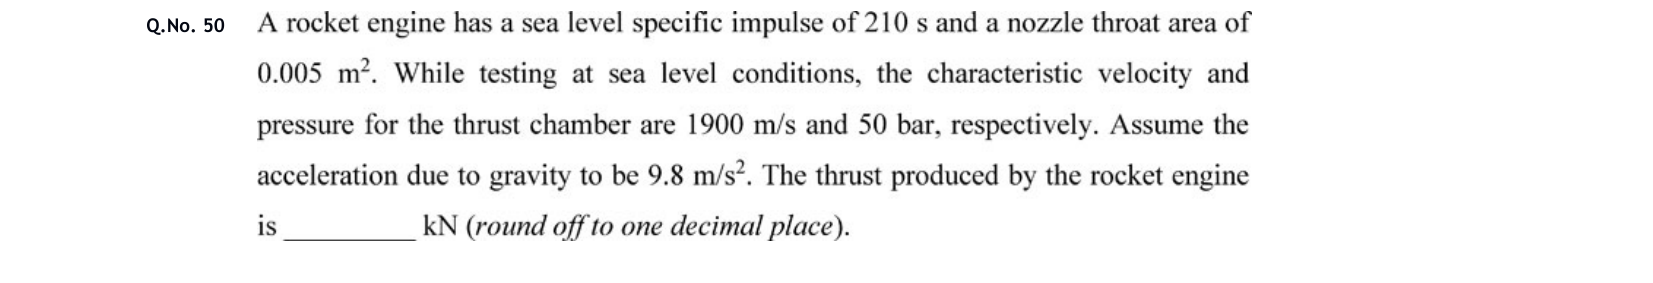 Q.No. 50 A rocket engine has a sea level specific impulse of 210 s and a nozzle throat area of
0.005 m². While testing at sea level conditions, the characteristic velocity and
pressure for the thrust chamber are 1900 m/s and 50 bar, respectively. Assume the
acceleration due to gravity to be 9.8 m/s². The thrust produced by the rocket engine
is __________ kN (round off to one decimal place).